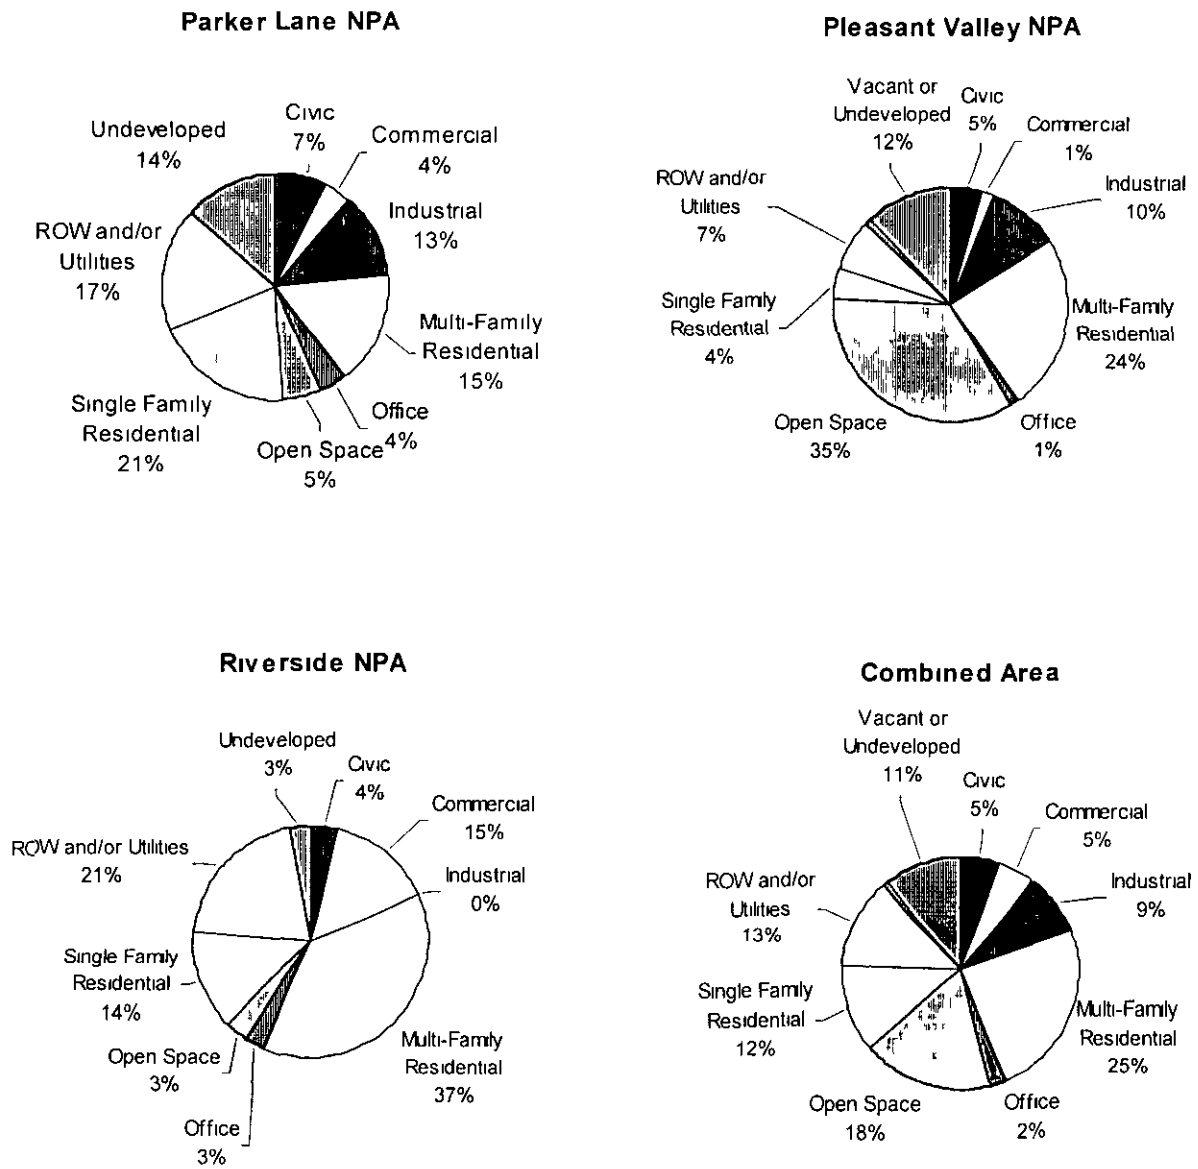 Parker Lane NPA
Undeveloped
14%
Civic
7%
Commercial
4%
Industrial
13%
Multi-Family
Residential
15%
Office
4%
Open Space
5%
Single Family
Residential
21%
ROW and/or
Utilities
17%
Pleasant Valley NPA
Vacant or
Undeveloped
12%
Civic
5%
Commercial
1%
Industrial
10%
Multi-Family
Residential
24%
Office
1%
Open Space
35%
Single Family
Residential
4%
ROW and/or
Utilities
7%
Riverside NPA
Undeveloped
3%
Civic
4%
Commercial
15%
Industrial
0%
Multi-Family
Residential
37%
Office
3%
Open Space
3%
Single Family
Residential
14%
ROW and/or Utilities
21%
Combined Area
Vacant or
Undeveloped
11%
Civic
5%
Commercial
5%
Industrial
9%
Multi-Family
Residential
25%
Office
2%
Open Space
18%
Single Family
Residential
12%
ROW and/or
Utilities
13%